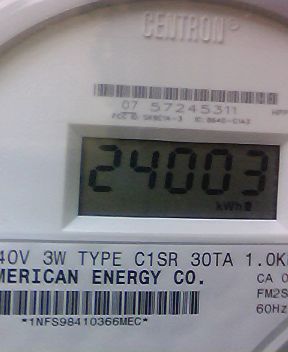 CENTRON®
07 57245311
24003
kWh
40V 3W TYPE C1SR 30TA 1.0K
MERICAN ENERGY CO.
CA 0
FM2S
60Hz
*1NFS98410366MEC*